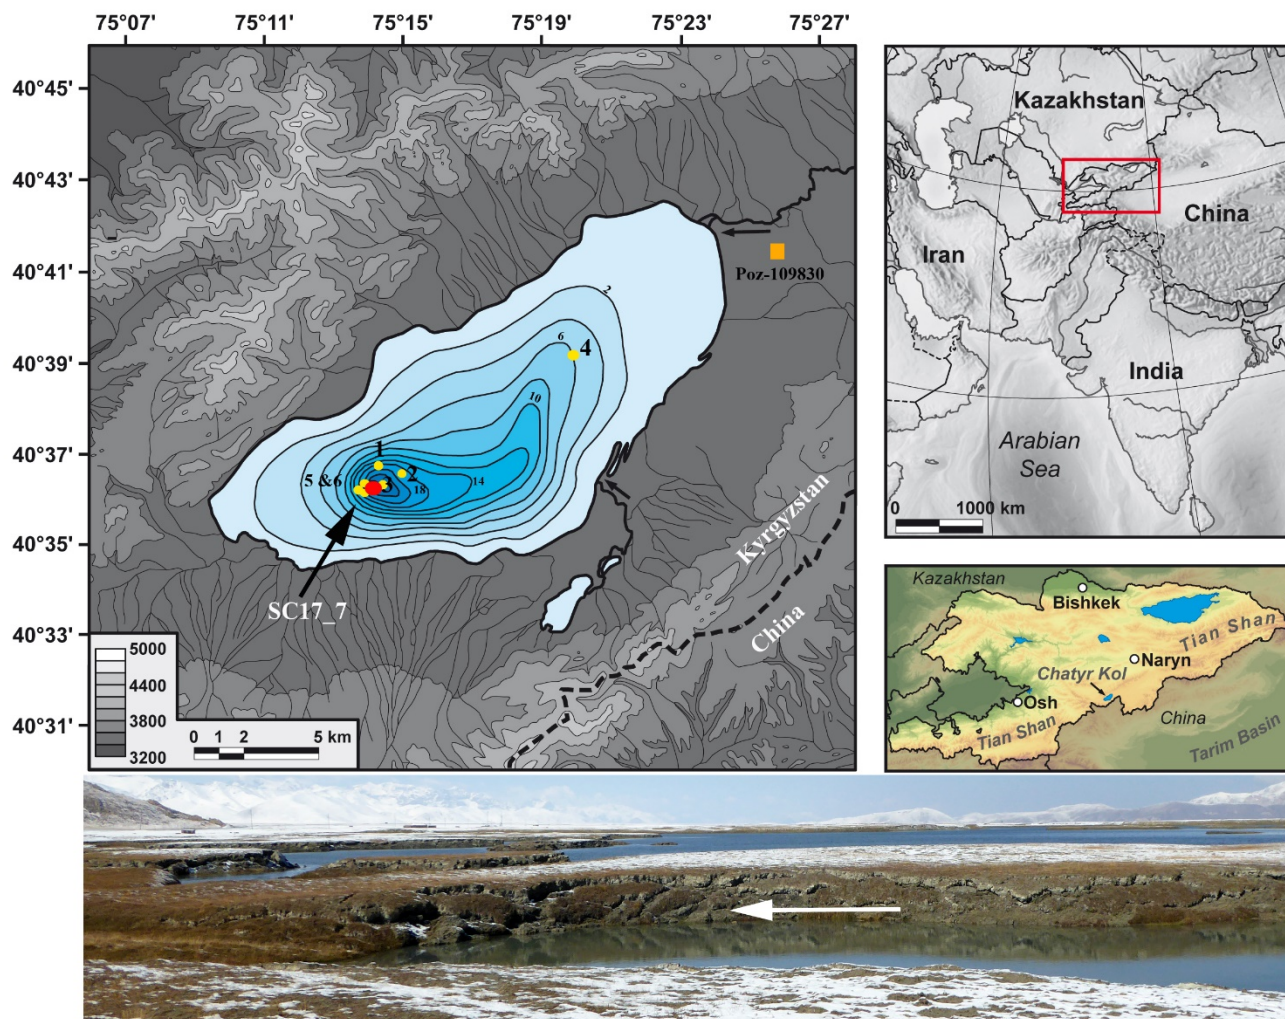 75°07'
75°11'
75°15'
75°19'
75°23'
75°27'
40°45'
40°43'
40°41'
40°39'
40°37'
40°35'
40°33'
40°31'
Poz-109830
2
6
4
10
1
2
5 &6
3
18
14
SC17_7
Kyrgyzstan
China
5000
4400
3800
3200
0 1 2 5 km
Kazakhstan
China
Iran
India
Arabian
Sea
0 1000 km
Kazakhstan
Bishkek
Tian Shan
Naryn
Chatyr Kol
Osh
China
Tian Shan
Tarim Basin